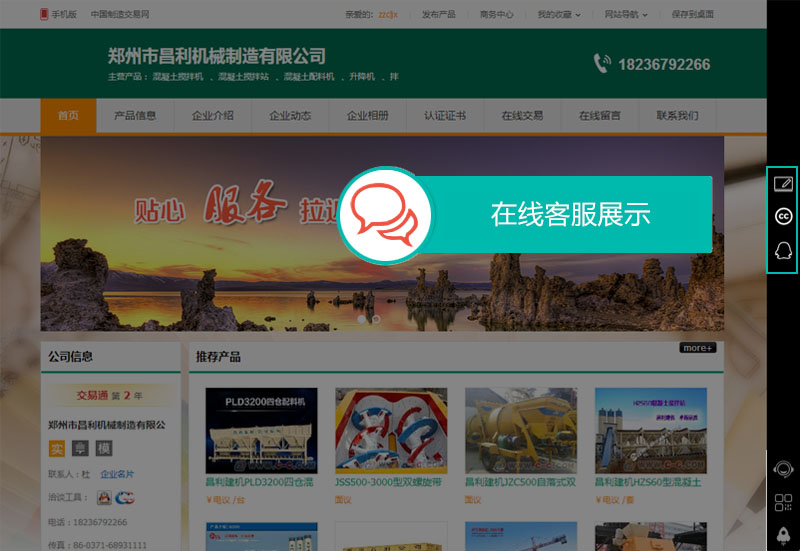 手机版 中国制造交易网 亲爱的: zzcljx 发布产品 商务中心 我的收藏 网站导航 保存到桌面
郑州市昌利机械制造有限公司
主营产品: 混凝土搅拌机 、混凝土搅拌站 、混凝土配料机 、升降机 、拌
18236792266
首页 产品信息 企业介绍 企业动态 企业相册 认证证书 在线交易 在线留言 联系我们
贴心 服务 拉近
在线客服展示
公司信息
推荐产品 more+
交易通 第 2 年
郑州市昌利机械制造有限公
实 章 模
联系人：杜 企业名片
洽谈工具：
电话：18236792266
传真：86-0371-68931111
PLD3200四仓配料机
昌利建机PLD3200四仓混 JSS500-3000型双螺旋带 昌利建机JZC500自落式双 昌利建机HZS60型混凝土
¥ 电议 /台 面议 面议 ¥ 电议 /套